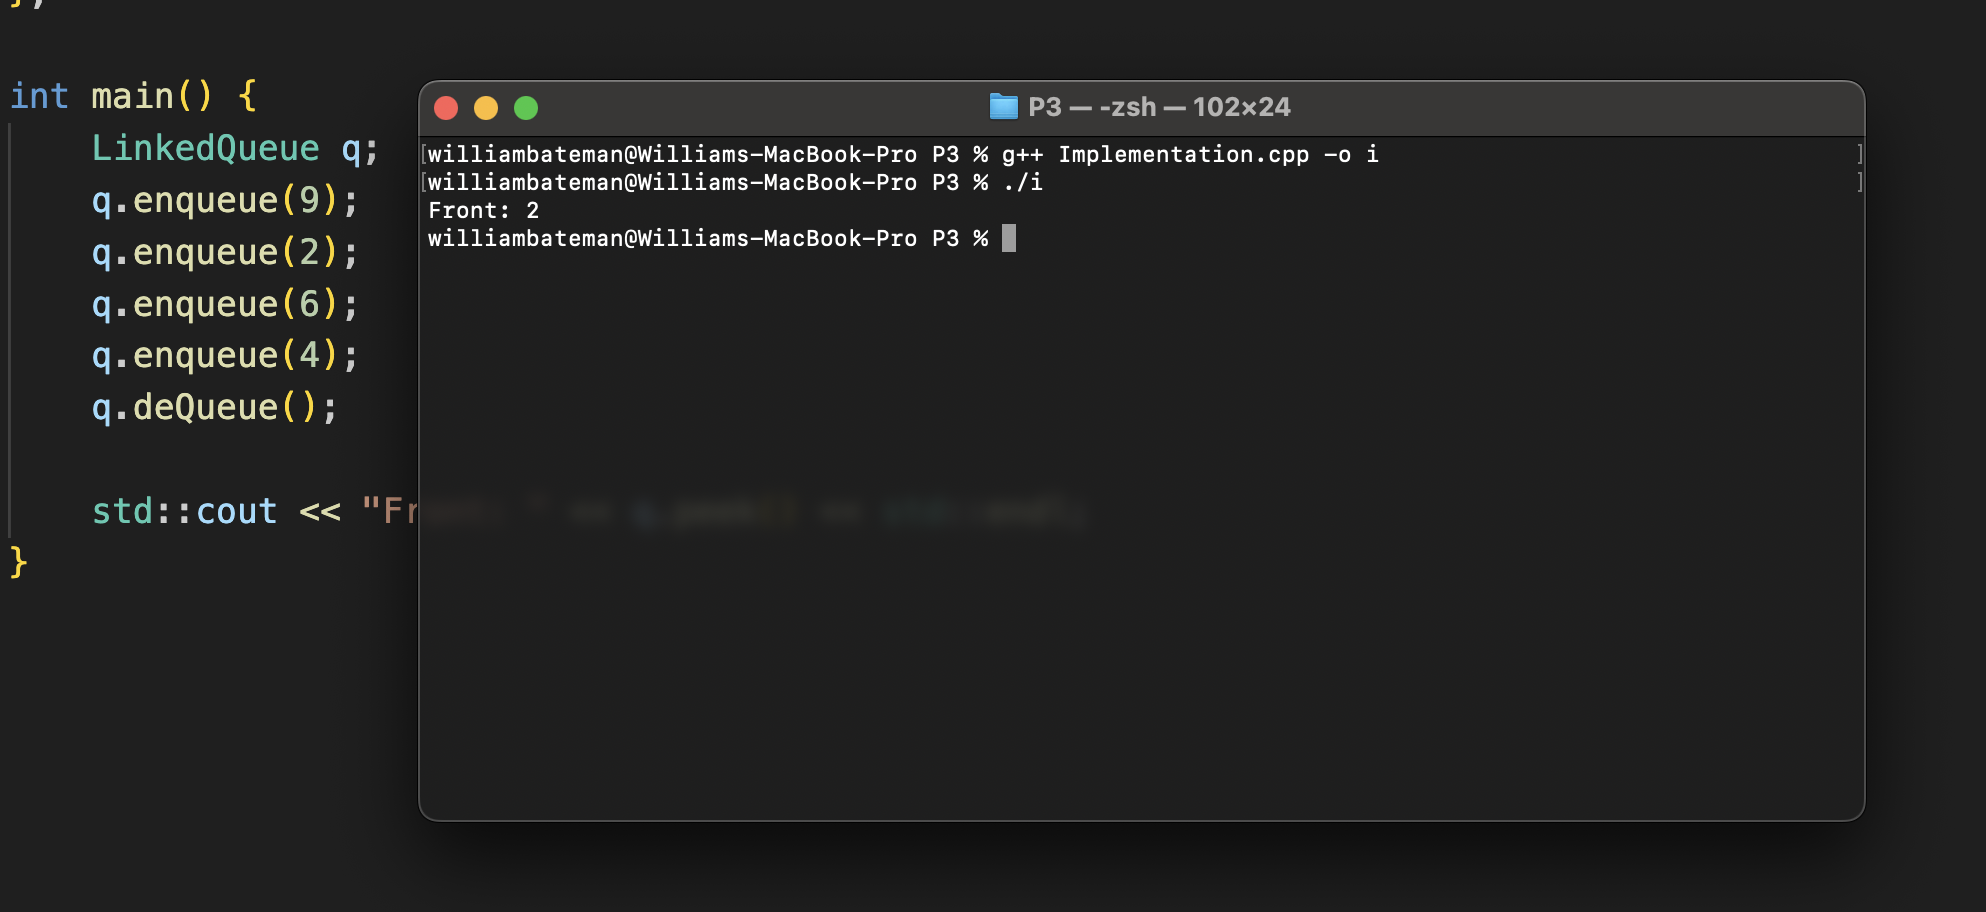 };
int main() {
LinkedQueue q;
q.enqueue(9);
q.enqueue(2);
q.enqueue(6);
q.enqueue(4);
q.deQueue();
std::cout << "Fr
}
P3 — -zsh — 102×24
[williambateman@Williams-MacBook-Pro P3 % g++ Implementation.cpp -o i ]
[williambateman@Williams-MacBook-Pro P3 % ./i ]
Front: 2
williambateman@Williams-MacBook-Pro P3 %